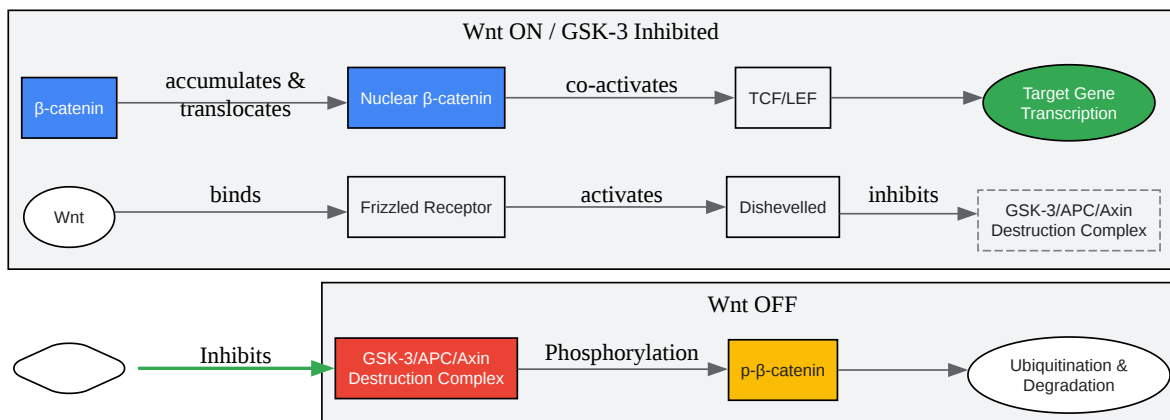 Wnt ON / GSK-3 Inhibited
β-catenin
accumulates &
translocates
Nuclear β-catenin
co-activates
TCF/LEF
Target Gene
Transcription
Wnt
binds
Frizzled Receptor
activates
Dishevelled
inhibits
GSK-3/APC/Axin
Destruction Complex
Wnt OFF
Inhibits
GSK-3/APC/Axin
Destruction Complex
Phosphorylation
p-β-catenin
Ubiquitination &
Degradation